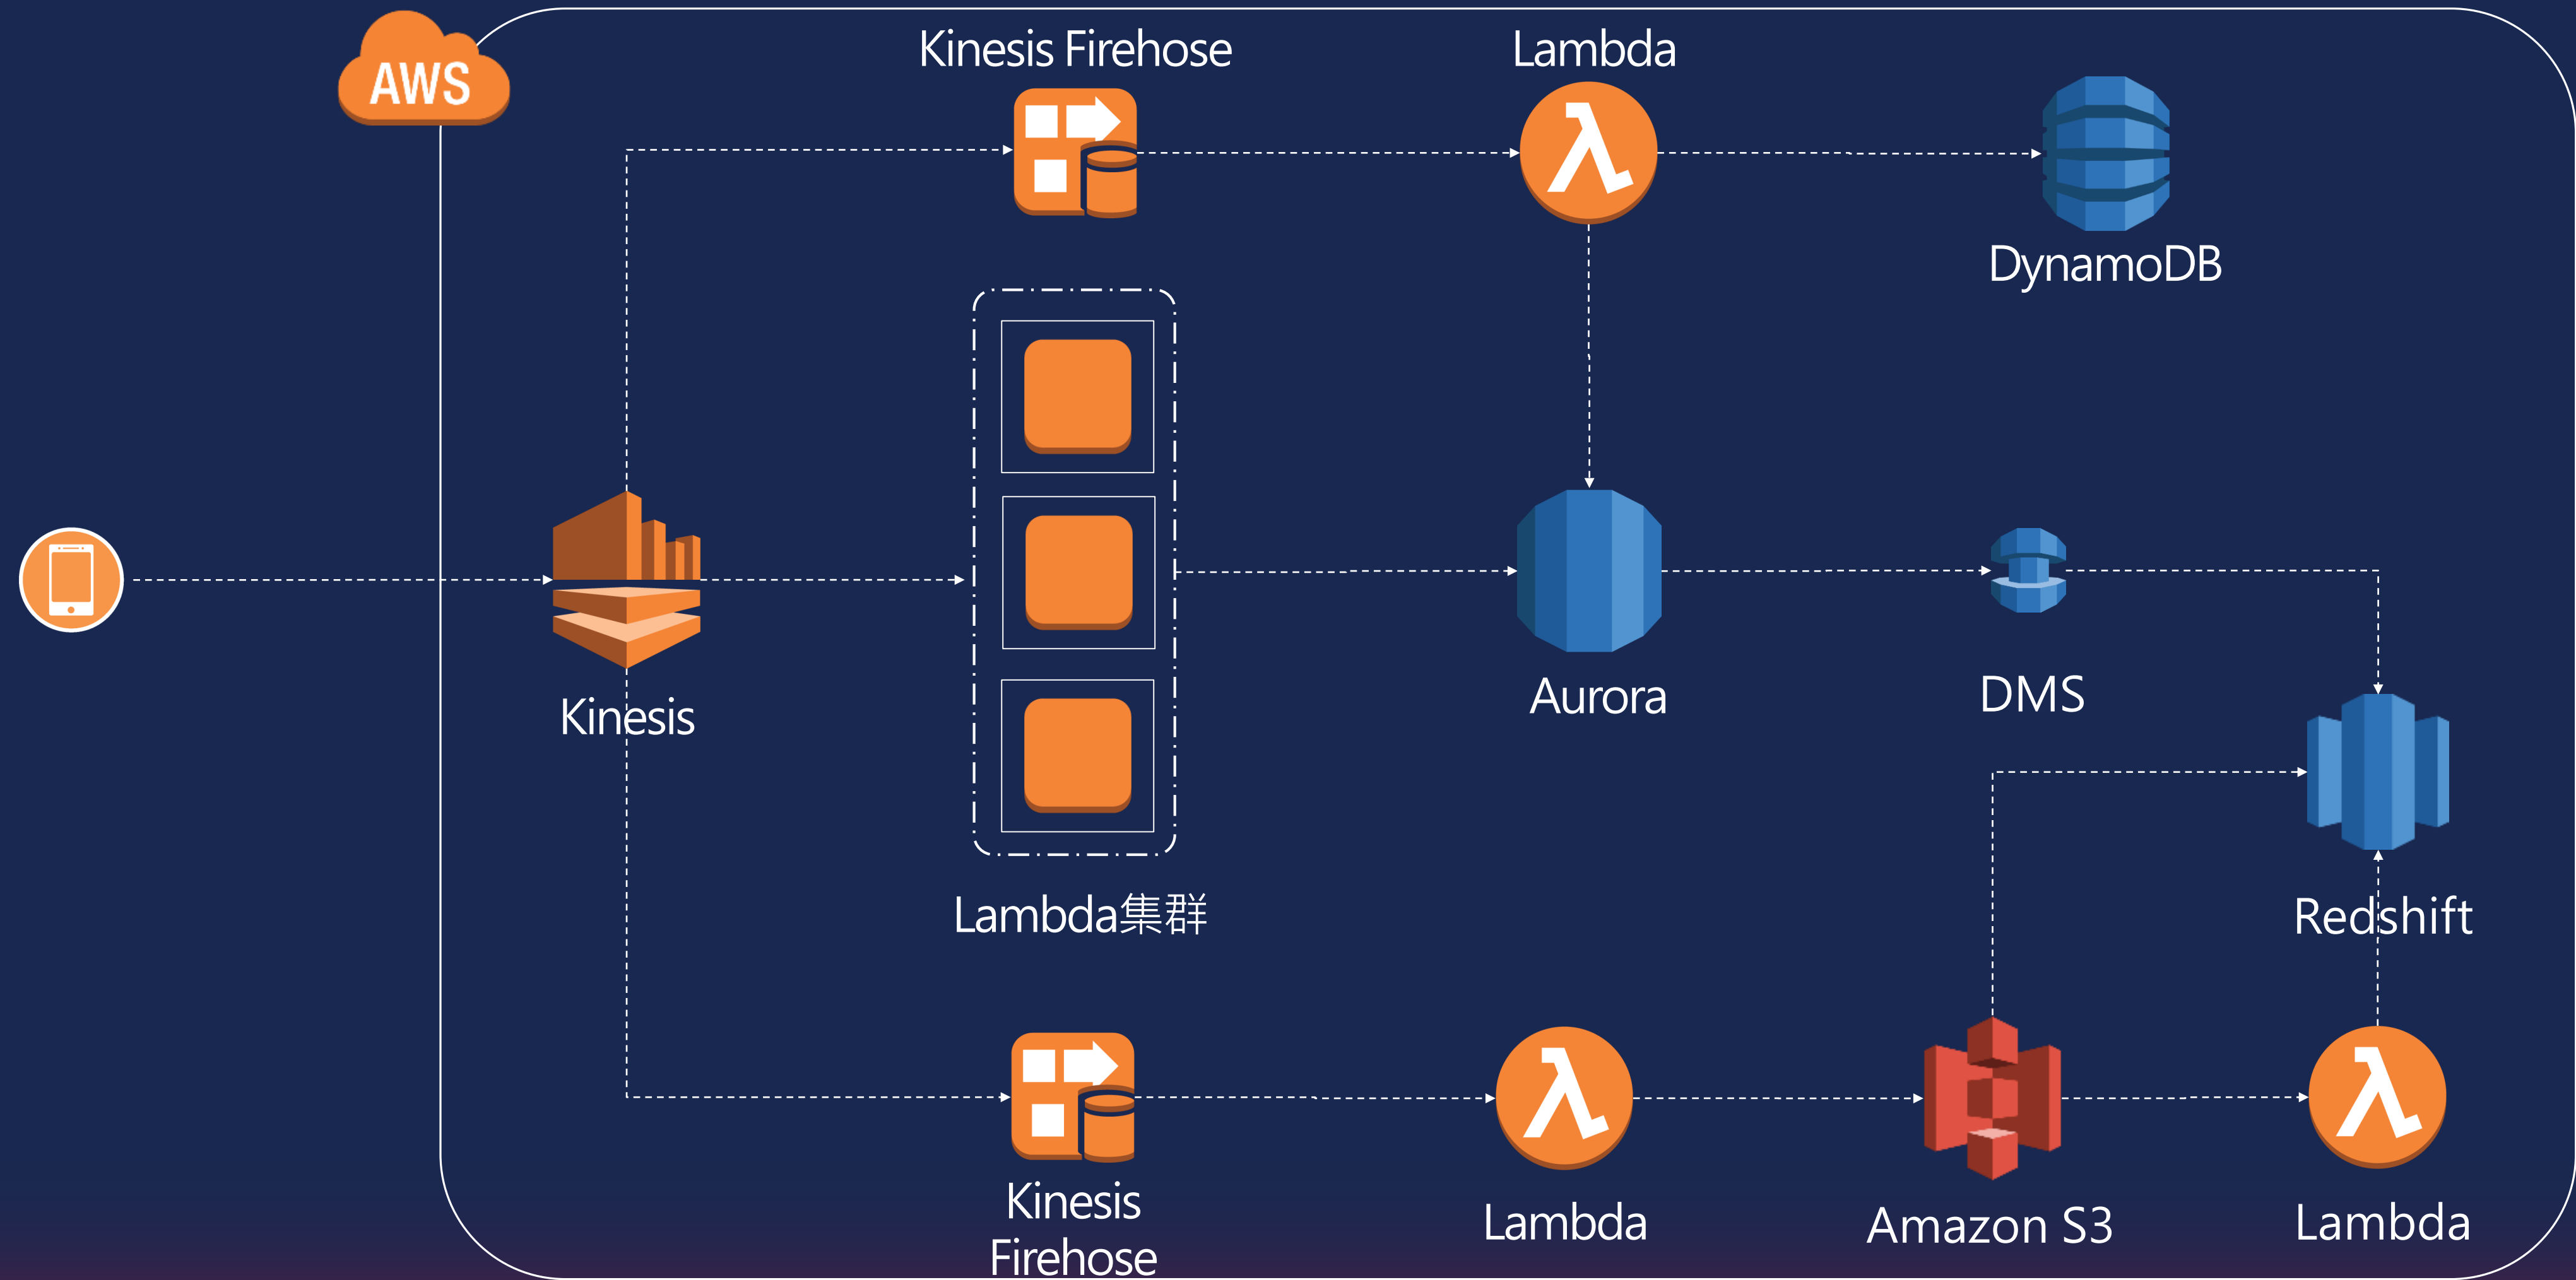 AWS
Kinesis Firehose
Lambda
DynamoDB
Kinesis
Aurora
DMS
Lambda集群
Redshift
Kinesis
Firehose
Lambda
Amazon S3
Lambda